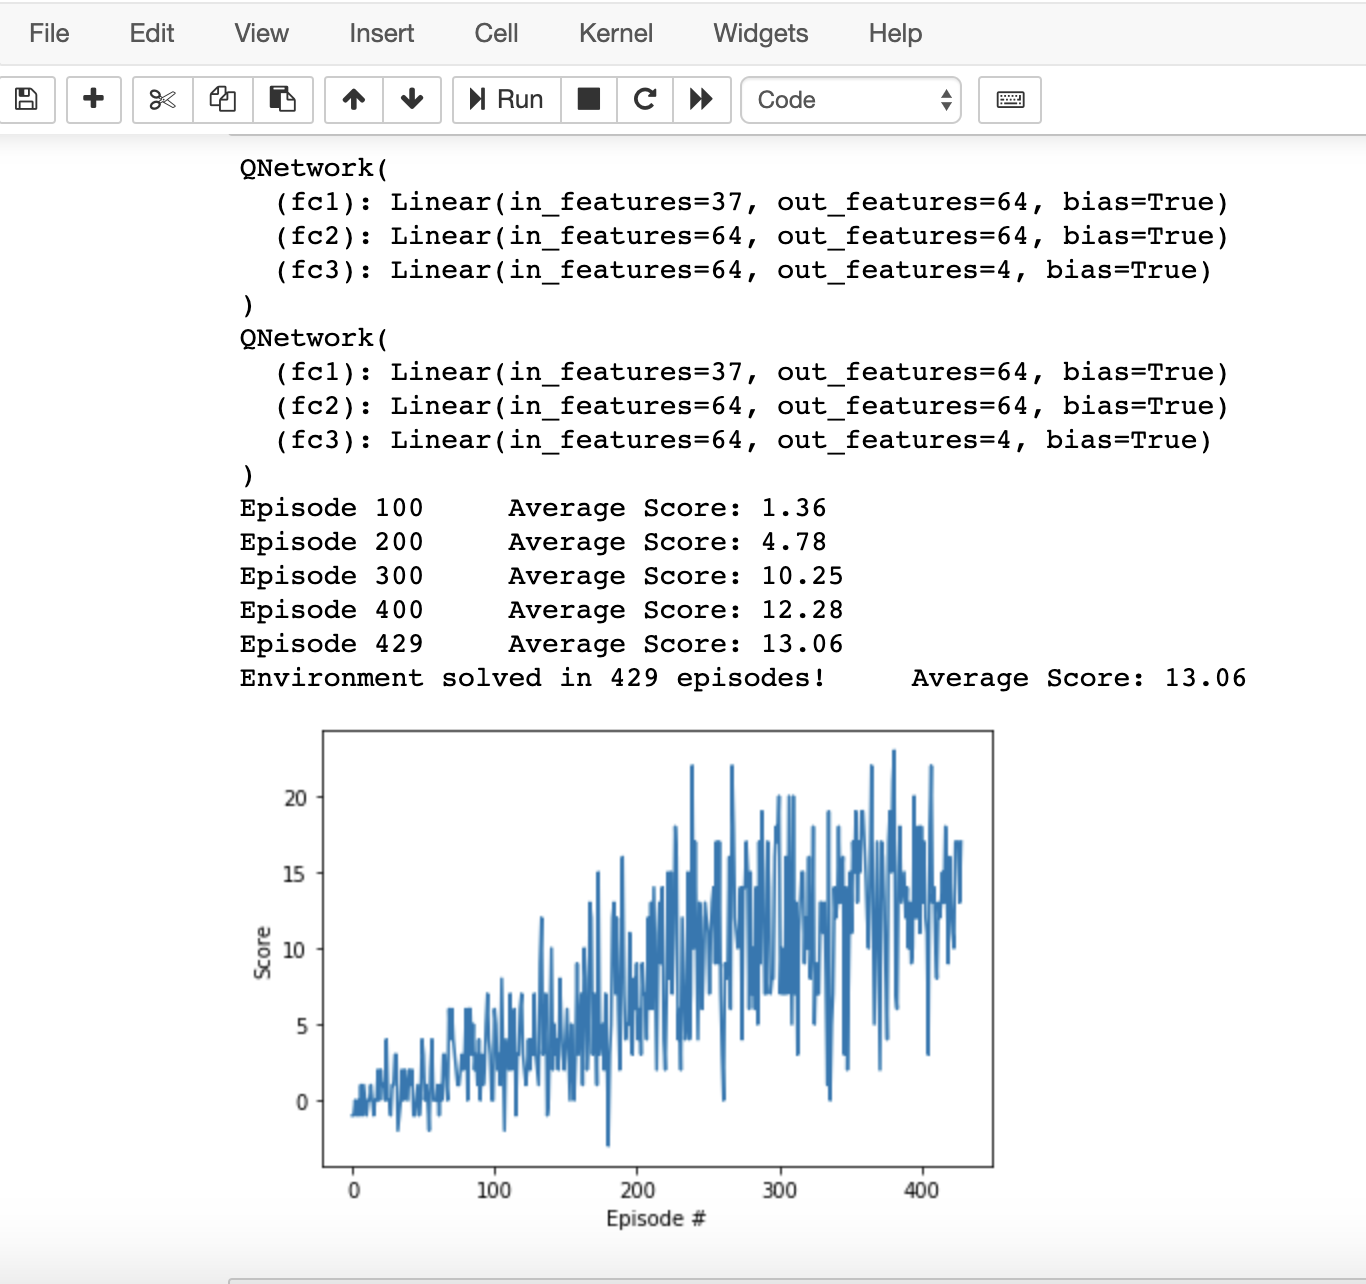 File Edit View Insert Cell Kernel Widgets Help
Run Code
QNetwork(
  (fc1): Linear(in_features=37, out_features=64, bias=True)
  (fc2): Linear(in_features=64, out_features=64, bias=True)
  (fc3): Linear(in_features=64, out_features=4, bias=True)
)
QNetwork(
  (fc1): Linear(in_features=37, out_features=64, bias=True)
  (fc2): Linear(in_features=64, out_features=64, bias=True)
  (fc3): Linear(in_features=64, out_features=4, bias=True)
)
Episode 100     Average Score: 1.36
Episode 200     Average Score: 4.78
Episode 300     Average Score: 10.25
Episode 400     Average Score: 12.28
Episode 429     Average Score: 13.06
Environment solved in 429 episodes!     Average Score: 13.06
20
15
10
5
0
Score
0 100 200 300 400
Episode #